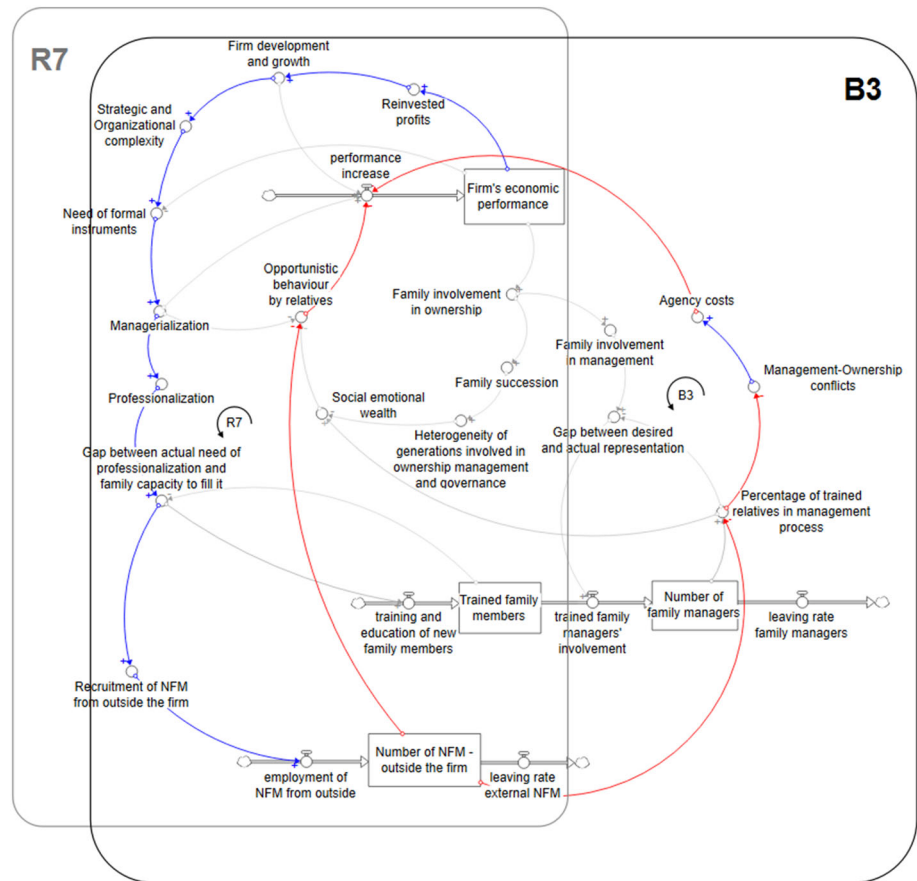 R7
B3
Firm development
and growth
Reinvested
profits
Strategic and
Organizational
complexity
performance
increase
Firm's economic
performance
Need of formal
instruments
Opportunistic
behaviour
by relatives
Family involvement
in ownership
Agency costs
Managerialization
Family involvement
in management
Family succession
Management-Ownership
conflicts
Professionalization
Social emotional
wealth
B3
R7
Heterogeneity of
generations involved in
ownership management
and governance
Gap between desired
and actual representation
Gap between actual need of
professionalization and
family capacity to fill it
Percentage of trained
relatives in management
process
Trained family
members
Number of
family managers
training and
education of new
family members
trained family
managers'
involvement
leaving rate
family managers
Recruitment of NFM
from outside the firm
Number of NFM -
outside the firm
employment of
NFM from outside
leaving rate
external NFM